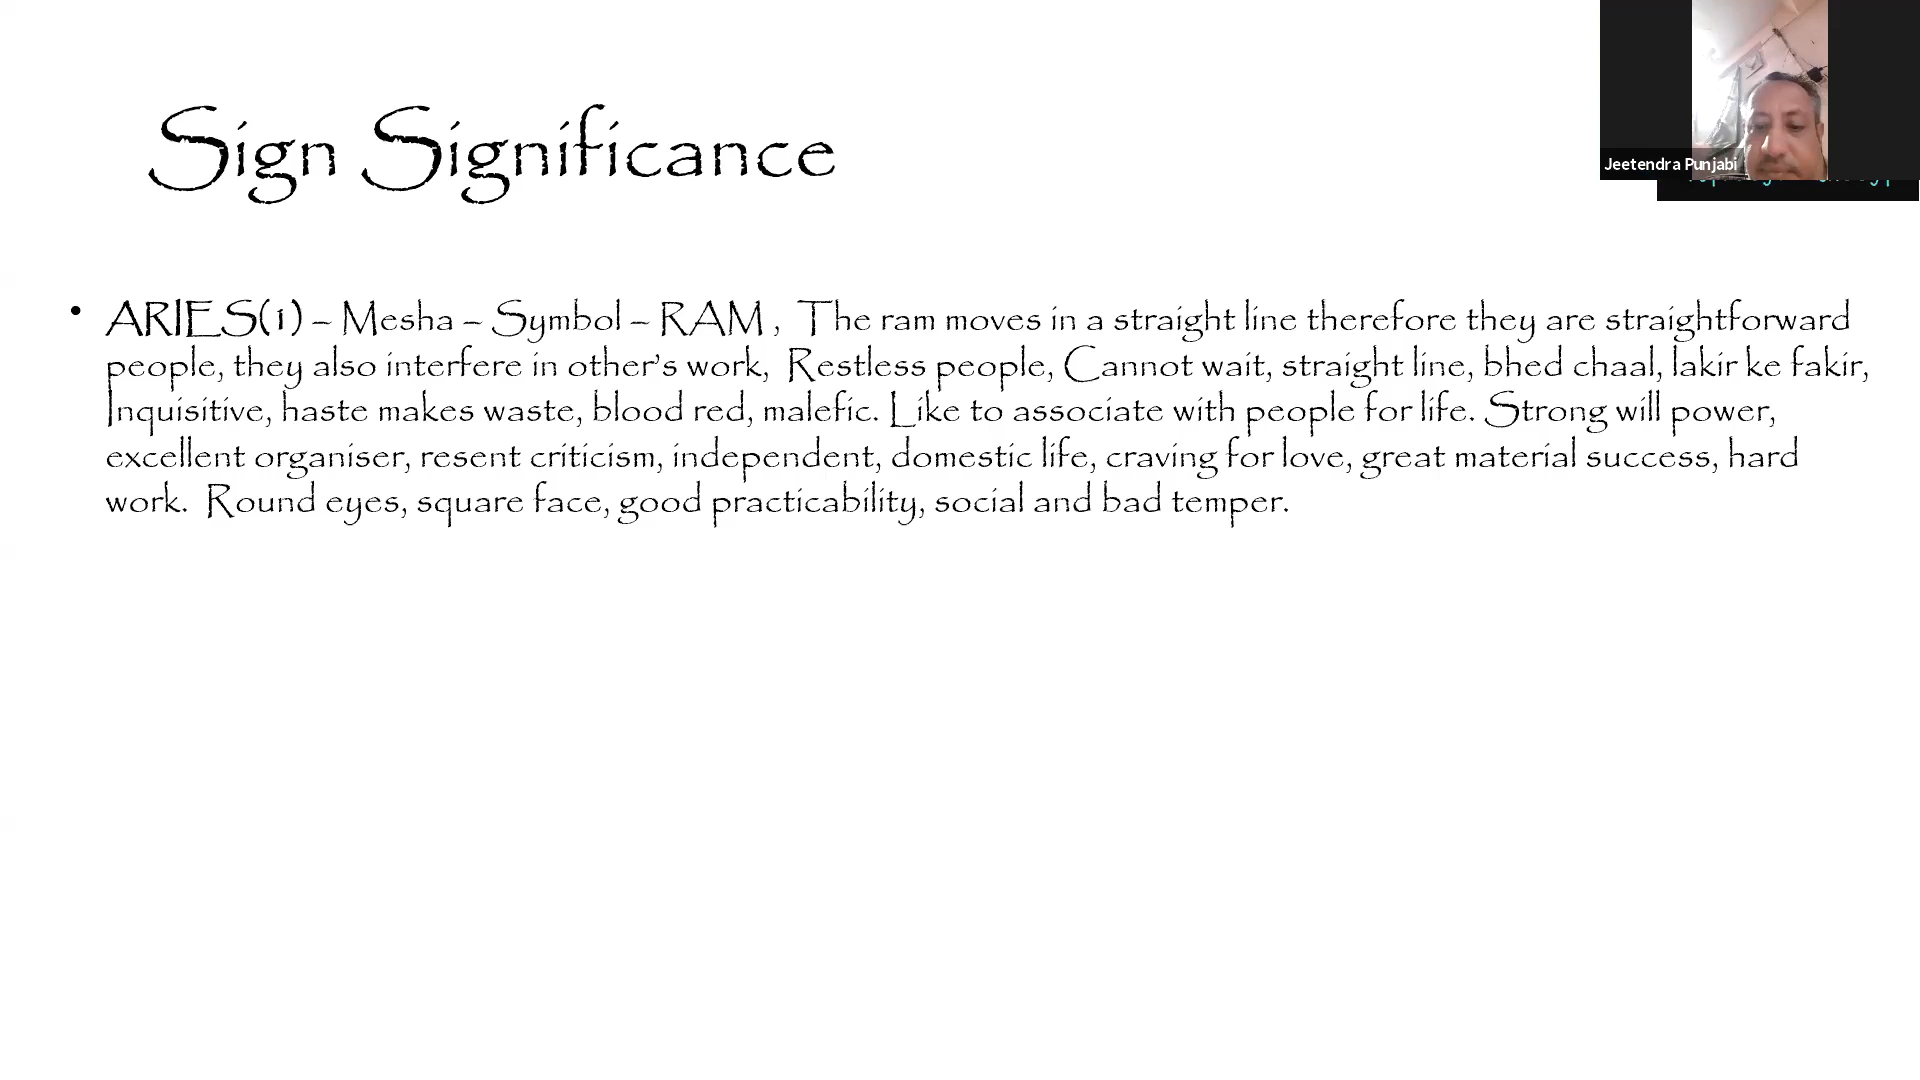 Sign Significance
Jeetendra Punjabi
• ARIES(1) – Mesha – Symbol – RAM , The ram moves in a straight line therefore they are straightforward
people, they also interfere in other's work, Restless people, Cannot wait, straight line, bhed chaal, lakir ke fakir,
Inquisitive, haste makes waste, blood red, malefic. Like to associate with people for life. Strong will power,
excellent organiser, resent criticism, independent, domestic life, craving for love, great material success, hard
work. Round eyes, square face, good practicability, social and bad temper.